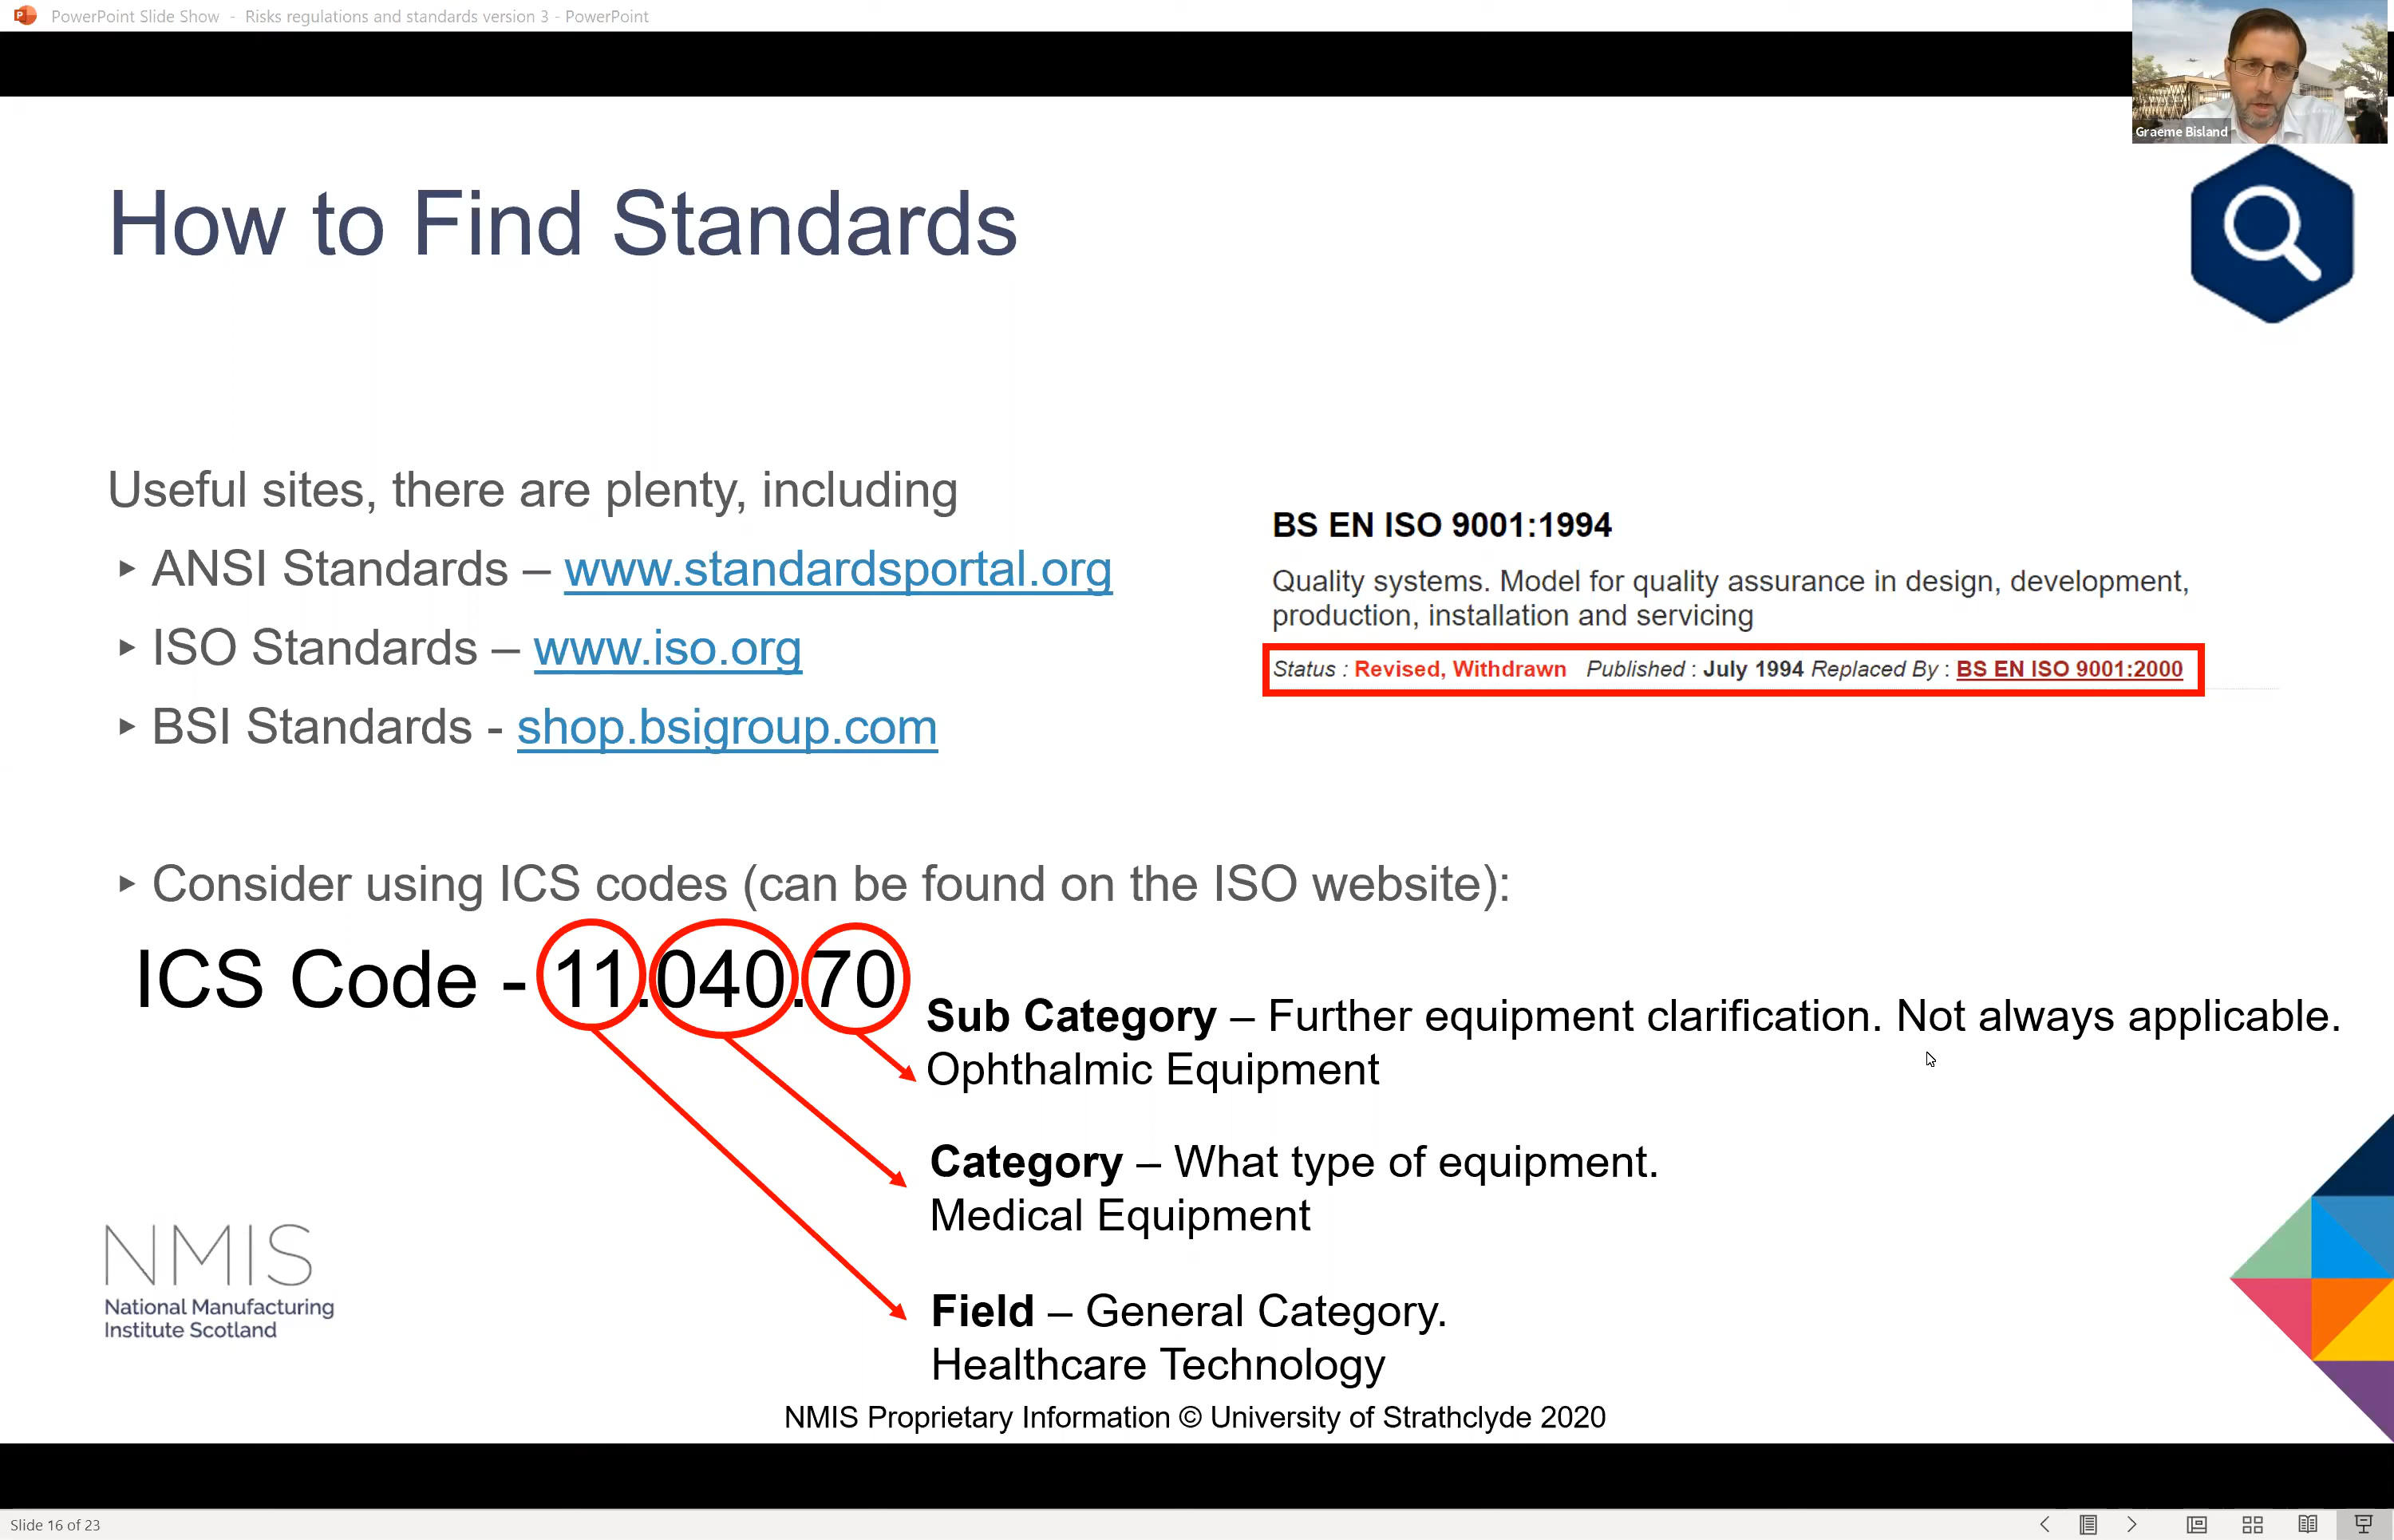 PowerPoint Slide Show - Risks regulations and standards version 3 - PowerPoint
Graeme Bisland
How to Find Standards
Useful sites, there are plenty, including
▸ ANSI Standards – www.standardsportal.org
▸ ISO Standards – www.iso.org
▸ BSI Standards - shop.bsigroup.com
BS EN ISO 9001:1994
Quality systems. Model for quality assurance in design, development,
production, installation and servicing
Status : Revised, Withdrawn Published : July 1994 Replaced By : BS EN ISO 9001:2000
▸ Consider using ICS codes (can be found on the ISO website):
ICS Code - 11.040.70
Sub Category – Further equipment clarification. Not always applicable.
Ophthalmic Equipment
Category – What type of equipment.
Medical Equipment
Field – General Category.
Healthcare Technology
NMIS
National Manufacturing
Institute Scotland
NMIS Proprietary Information © University of Strathclyde 2020
Slide 16 of 23